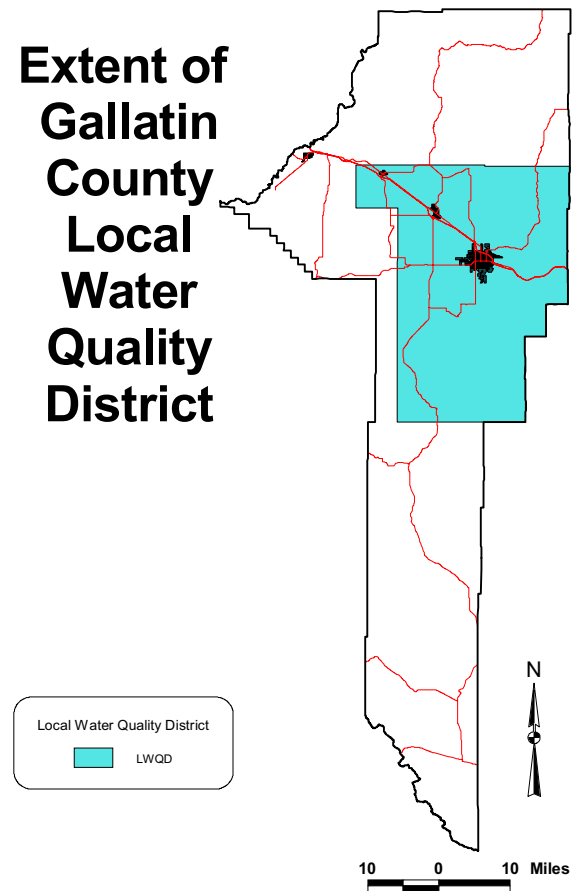 Extent of
Gallatin
County
Local
Water
Quality
District
N
Local Water Quality District
LWQD
10 0 10 Miles